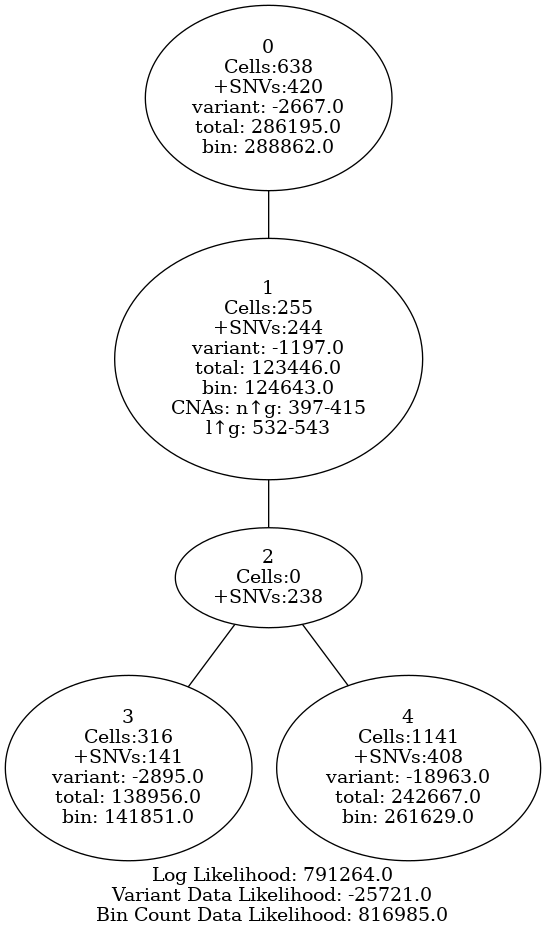 0
Cells:638
+SNVs:420
variant: -2667.0
total: 286195.0
bin: 288862.0
1
Cells:255
+SNVs:244
variant: -1197.0
total: 123446.0
bin: 124643.0
CNAs: n↑g: 397-415
l↑g: 532-543
2
Cells:0
+SNVs:238
3
Cells:316
+SNVs:141
variant: -2895.0
total: 138956.0
bin: 141851.0
4
Cells:1141
+SNVs:408
variant: -18963.0
total: 242667.0
bin: 261629.0
Log Likelihood: 791264.0
Variant Data Likelihood: -25721.0
Bin Count Data Likelihood: 816985.0